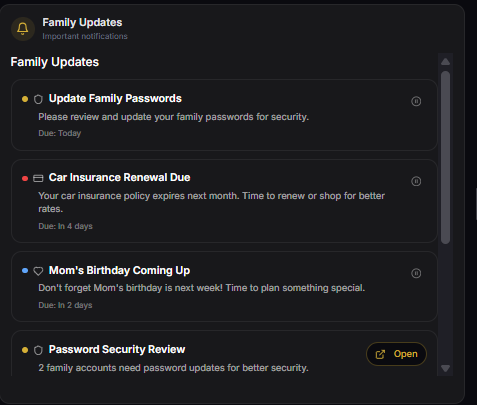 Family Updates
Important notifications
Family Updates
Update Family Passwords
Please review and update your family passwords for security.
Due: Today
Car Insurance Renewal Due
Your car insurance policy expires next month. Time to renew or shop for better
rates.
Due: In 4 days
Mom's Birthday Coming Up
Don't forget Mom's birthday is next week! Time to plan something special.
Due: In 2 days
Password Security Review
Open
2 family accounts need password updates for better security.